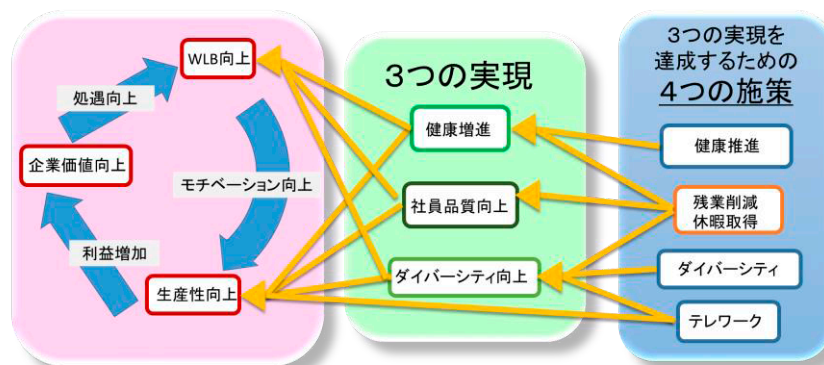 WLB向上
処遇向上
企業価値向上
モチベーション向上
利益増加
生産性向上
3つの実現
健康増進
社員品質向上
ダイバーシティ向上
3つの実現を
達成するための
4つの施策
健康推進
残業削減
休暇取得
ダイバーシティ
テレワーク